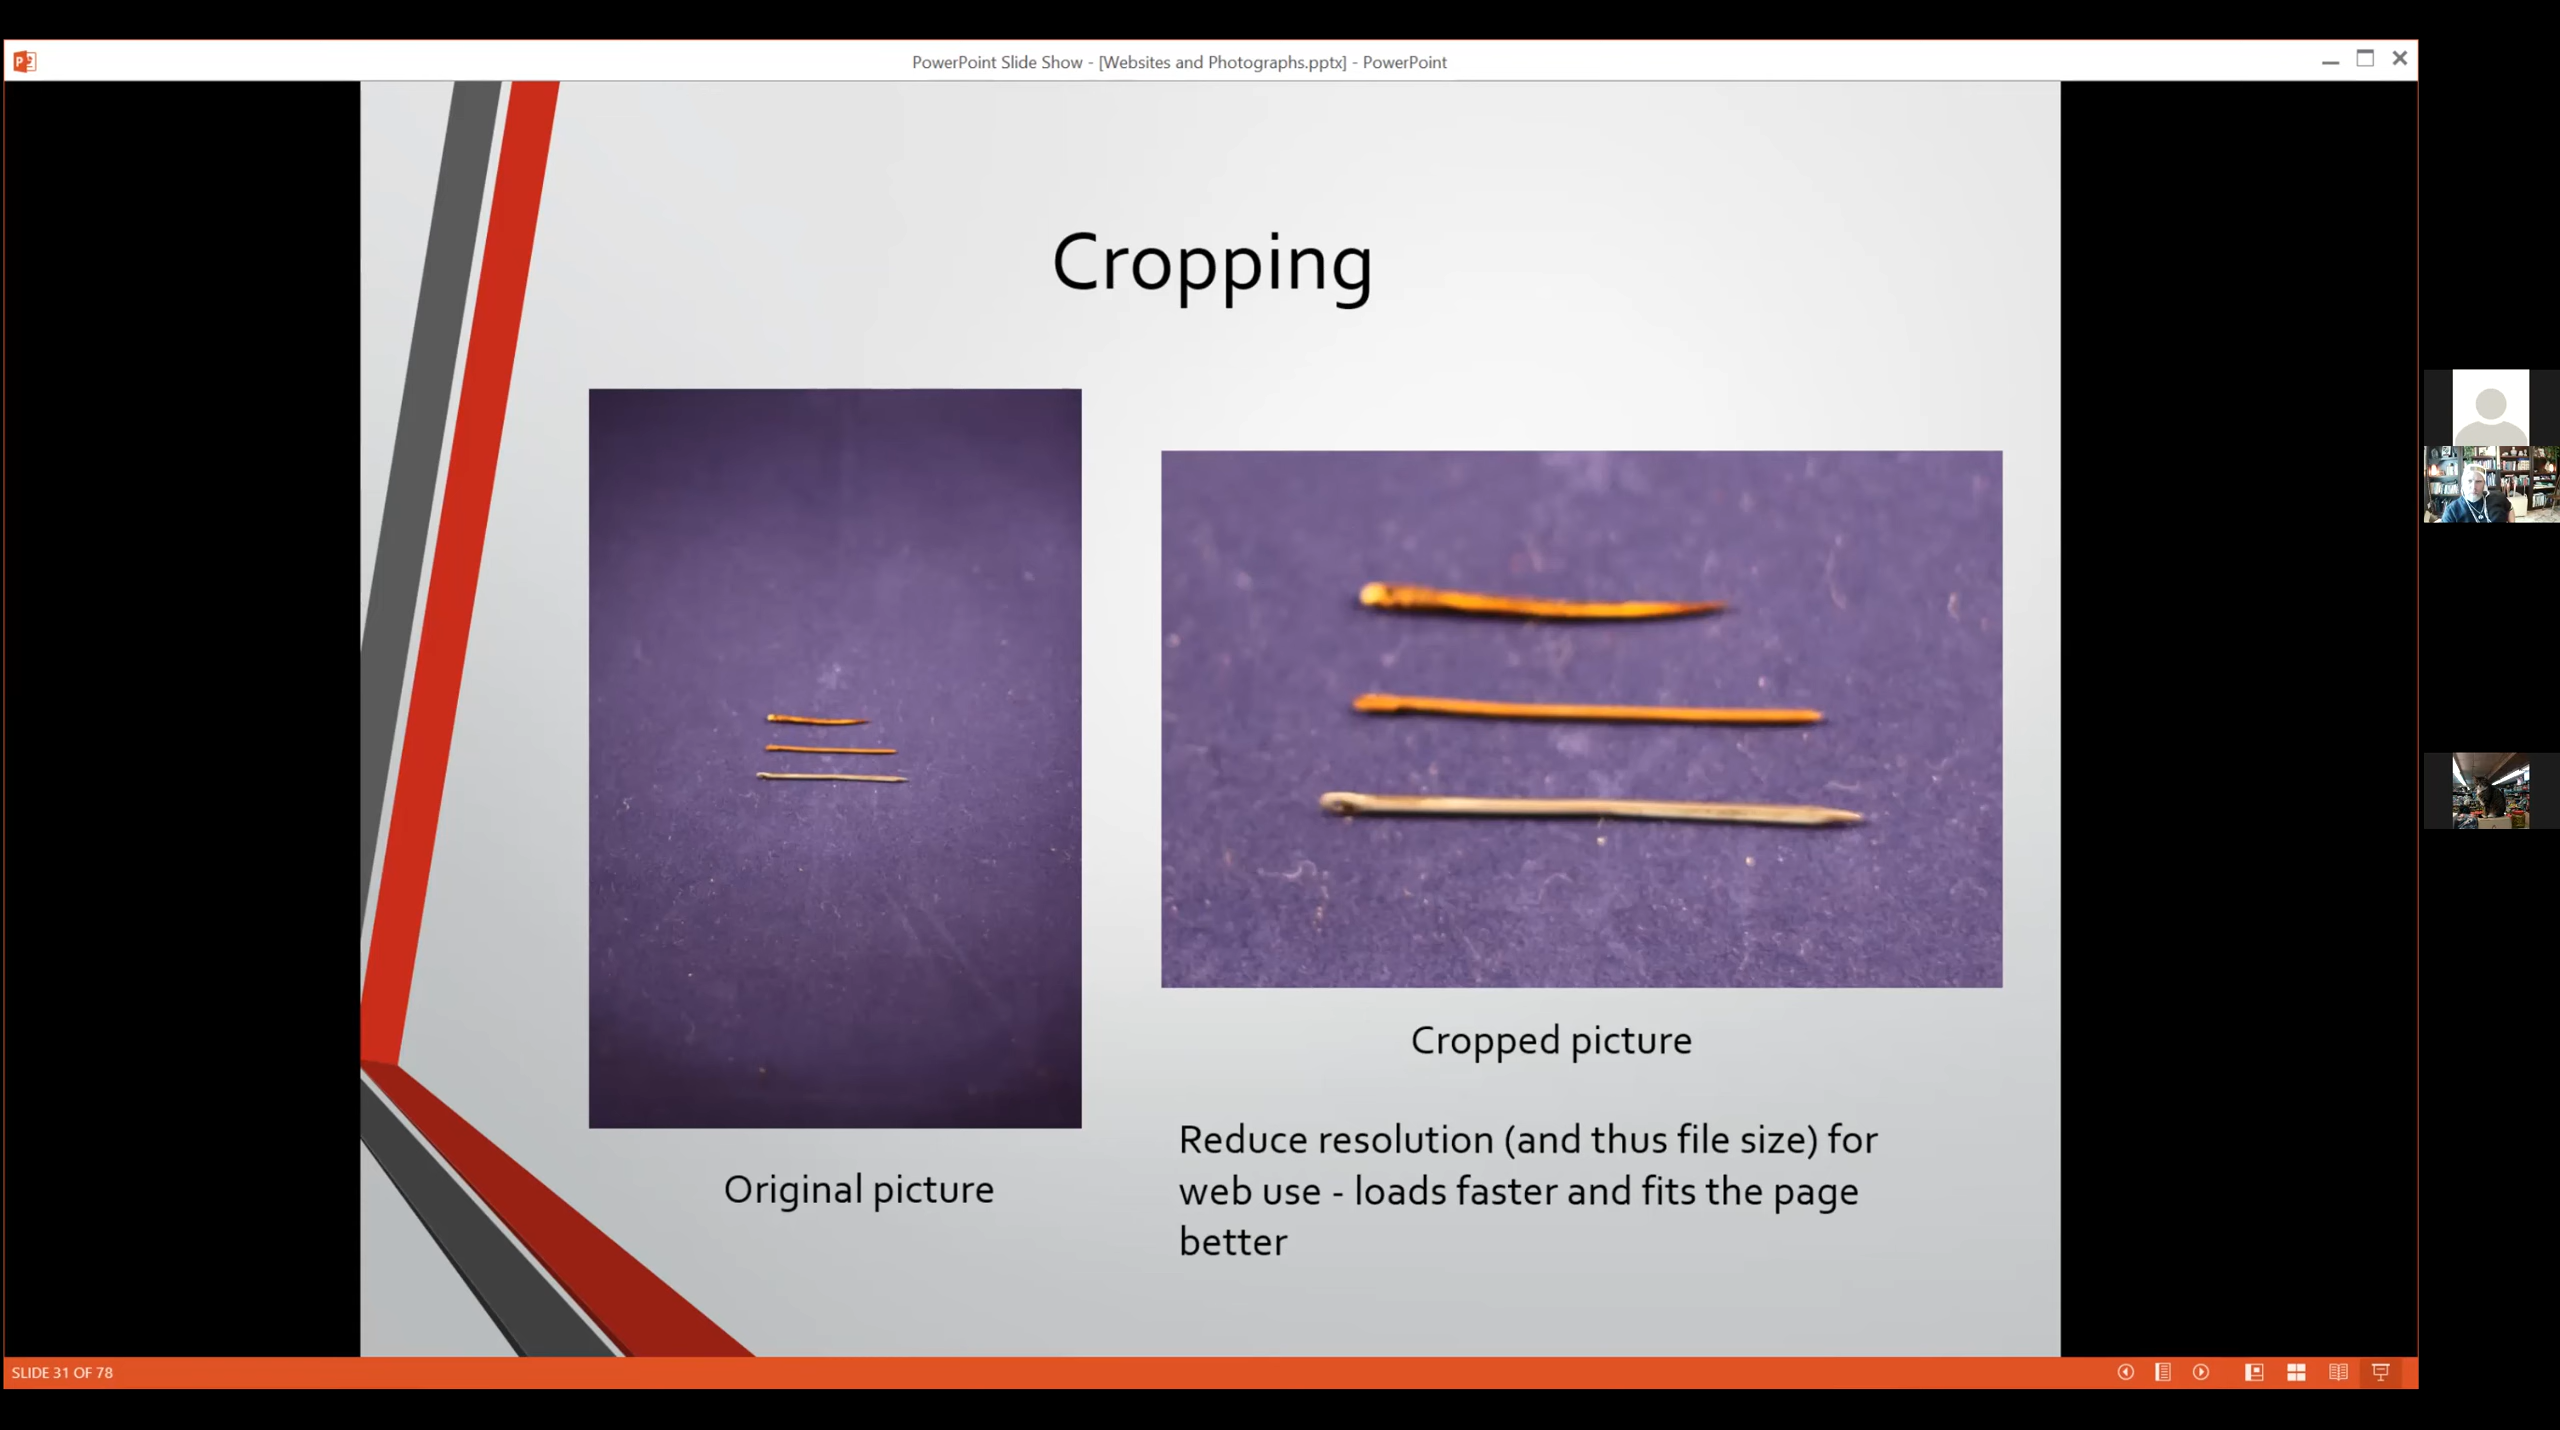 PowerPoint Slide Show - [Websites and Photographs.pptx] - PowerPoint
Cropping
Original picture
Cropped picture
Reduce resolution (and thus file size) for
web use - loads faster and fits the page
better
SLIDE 31 OF 78